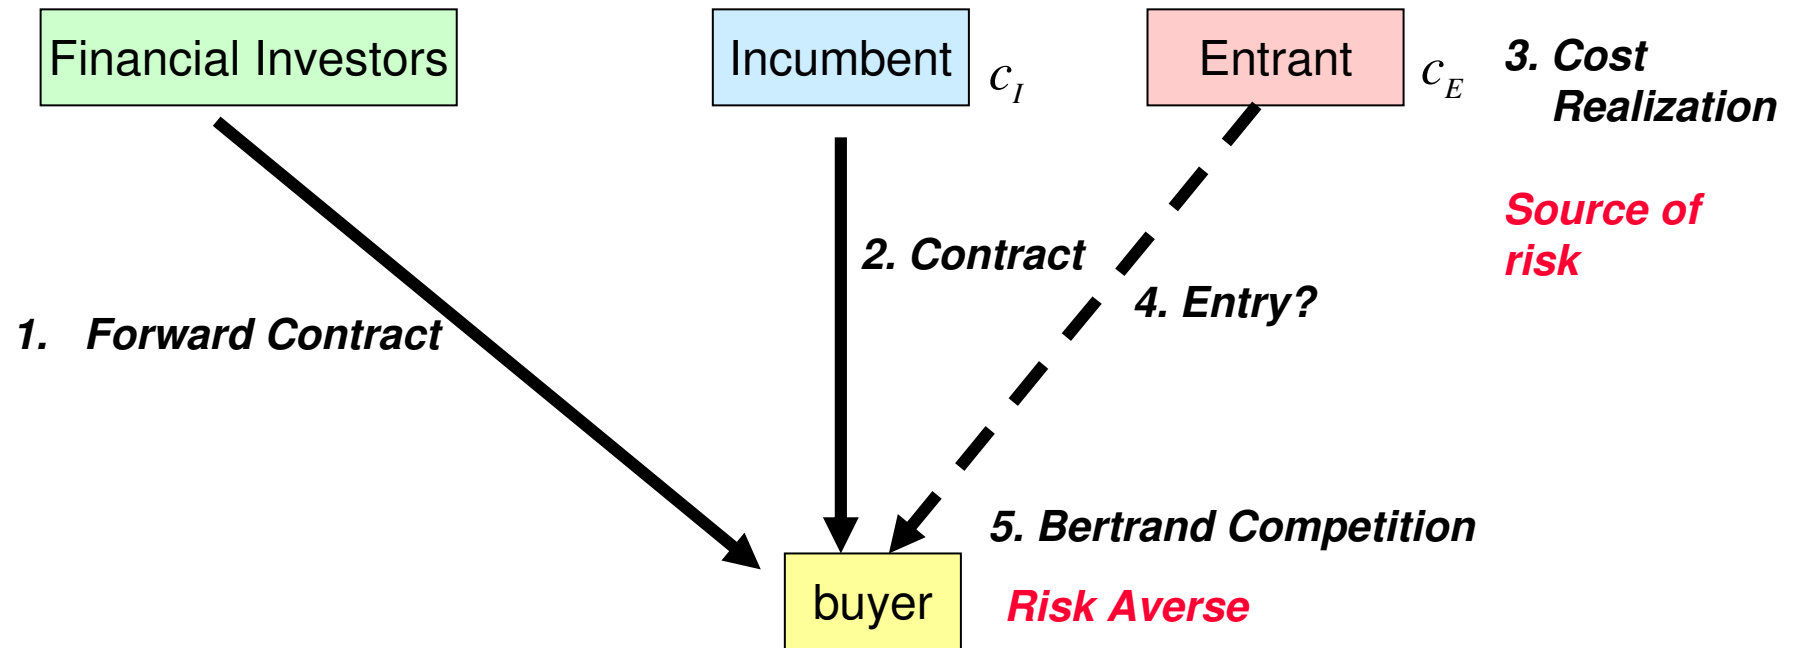 Financial Investors
Incumbent
c_I
Entrant
c_E
3. Cost
Realization
Source of
risk
2. Contract
4. Entry?
1. Forward Contract
5. Bertrand Competition
buyer
Risk Averse